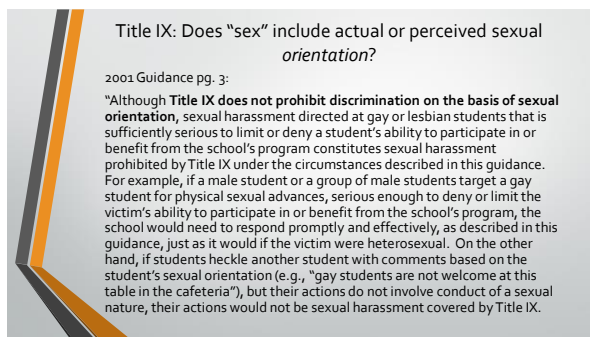 Title IX: Does “sex” include actual or perceived sexual
orientation?
2001 Guidance pg. 3:
“Although Title IX does not prohibit discrimination on the basis of sexual
orientation, sexual harassment directed at gay or lesbian students that is
sufficiently serious to limit or deny a student’s ability to participate in or
benefit from the school’s program constitutes sexual harassment
prohibited by Title IX under the circumstances described in this guidance.
For example, if a male student or a group of male students target a gay
student for physical sexual advances, serious enough to deny or limit the
victim’s ability to participate in or benefit from the school’s program, the
school would need to respond promptly and effectively, as described in this
guidance, just as it would if the victim were heterosexual. On the other
hand, if students heckle another student with comments based on the
student’s sexual orientation (e.g., “gay students are not welcome at this
table in the cafeteria”), but their actions do not involve conduct of a sexual
nature, their actions would not be sexual harassment covered by Title IX.